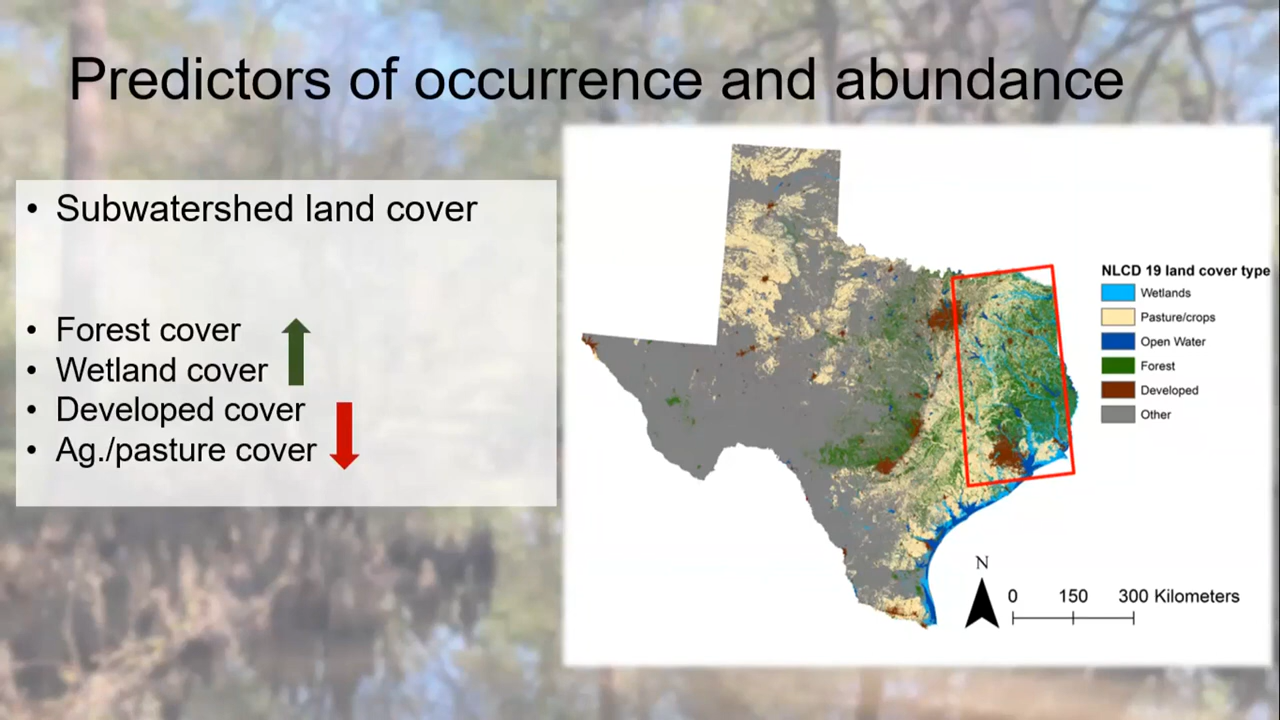 Predictors of occurrence and abundance
• Subwatershed land cover
• Forest cover
• Wetland cover
• Developed cover
• Ag./pasture cover
NLCD 19 land cover type
Wetlands
Pasture/crops
Open Water
Forest
Developed
Other
N
0 150 300 Kilometers